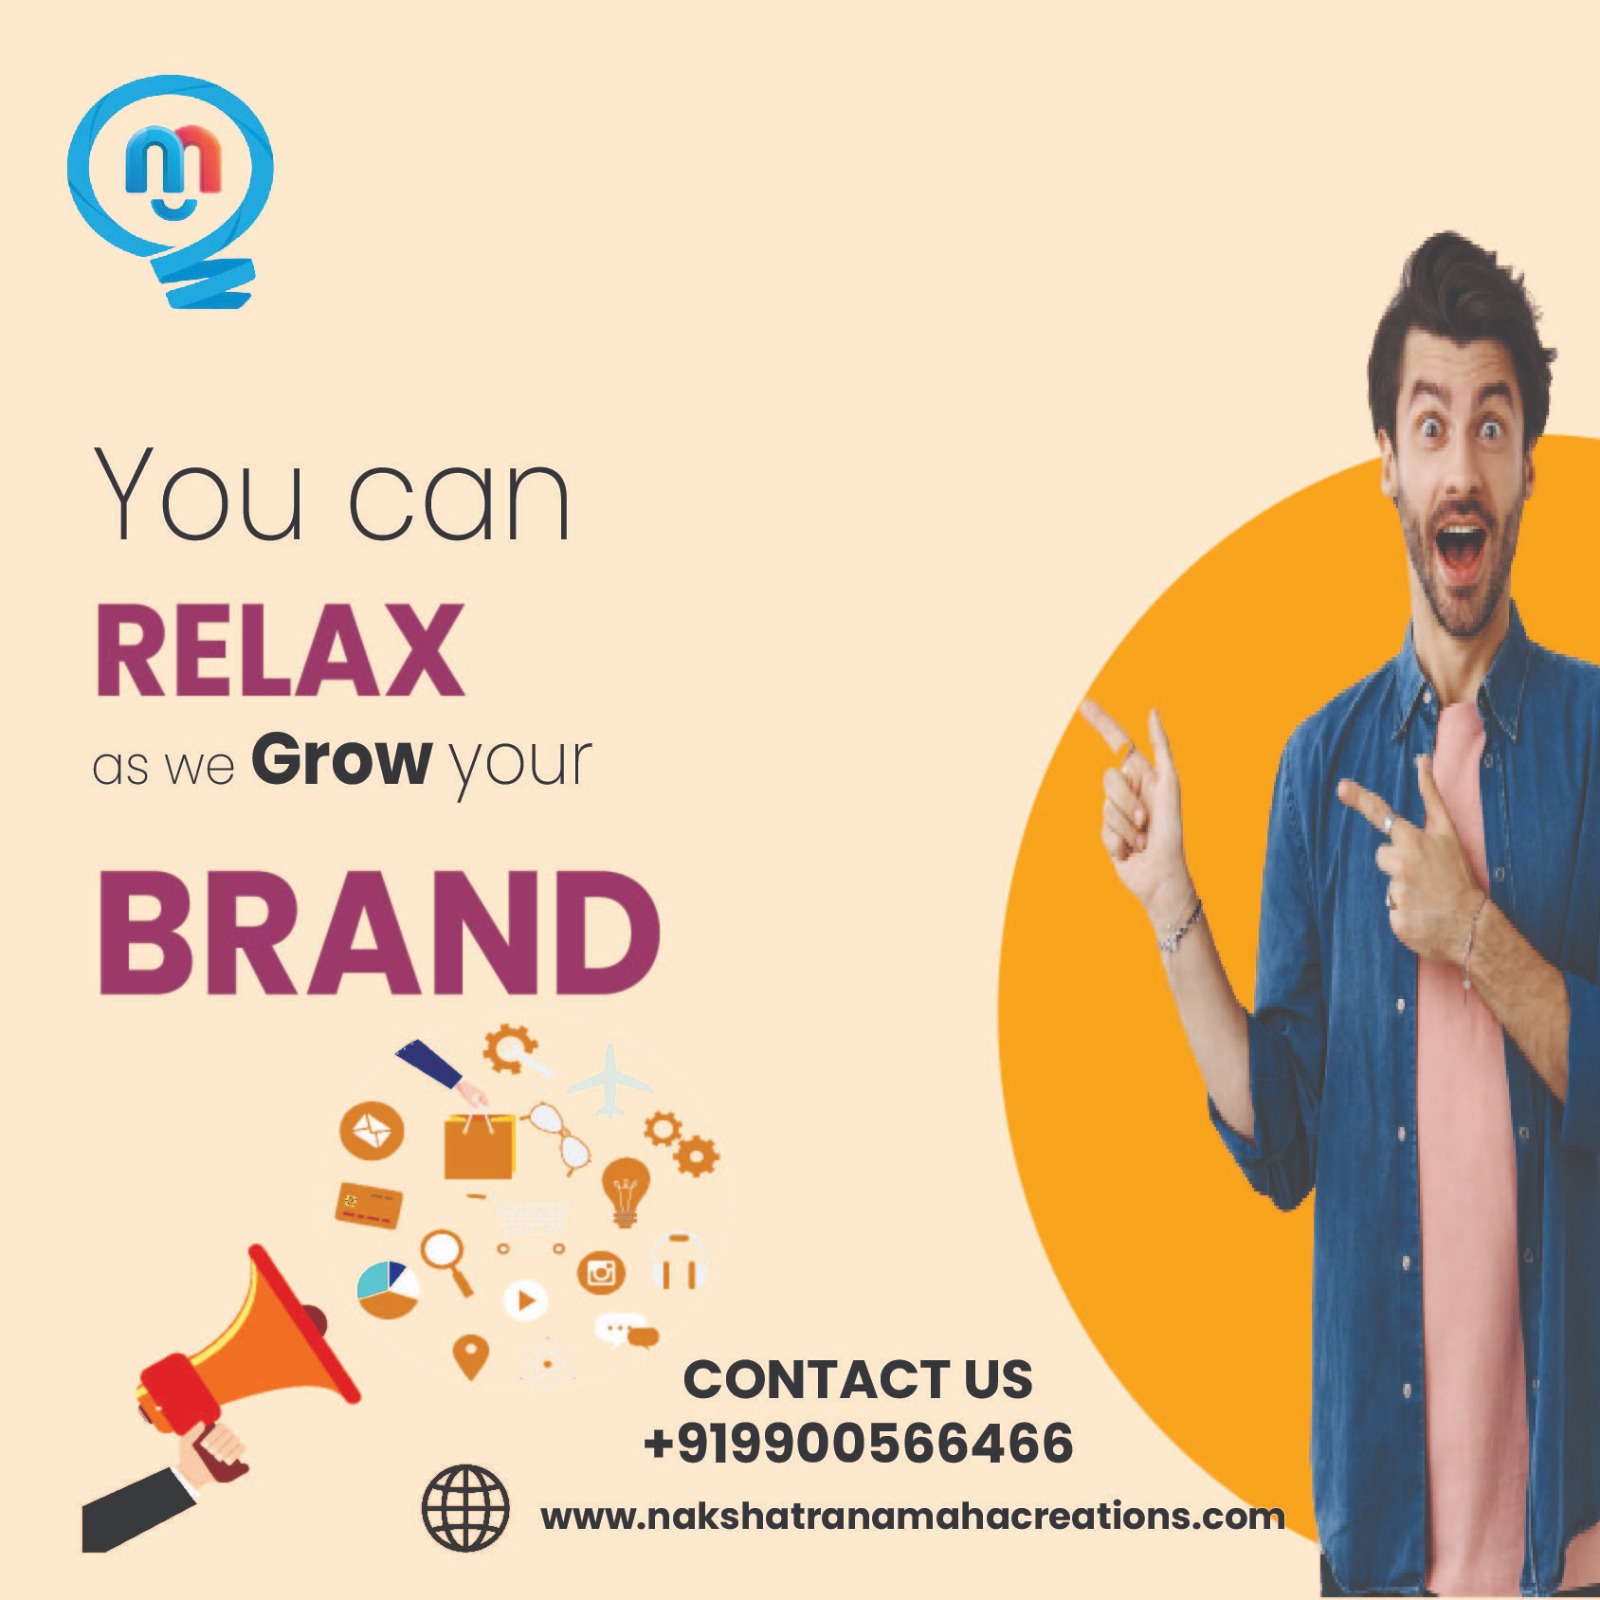 You can
RELAX
as we Grow your
BRAND
CONTACT US
+919900566466
www.nakshatranamahacreations.com